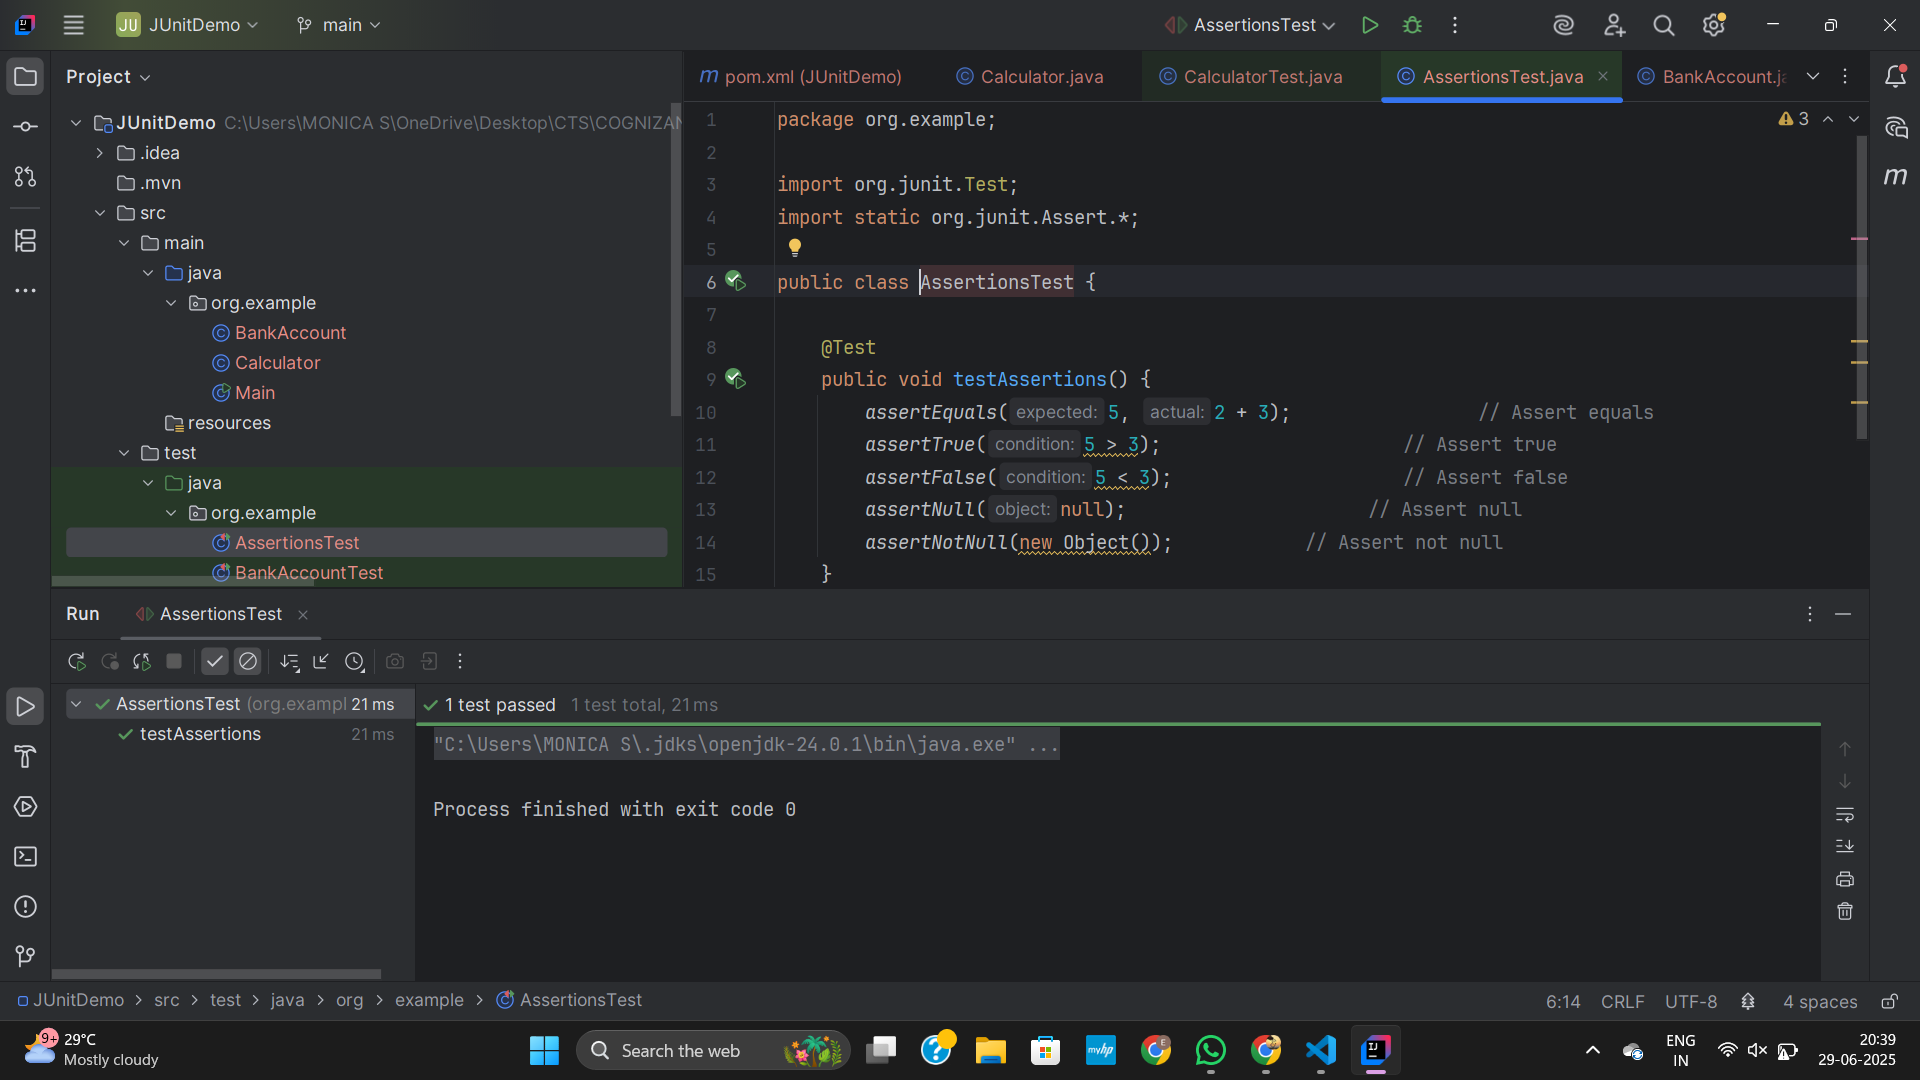 JU JUnitDemo main AssertionsTest
Project
pom.xml (JUnitDemo) Calculator.java CalculatorTest.java AssertionsTest.java BankAccount.ja
JUnitDemo C:\Users\MONICA S\OneDrive\Desktop\CTS\COGNIZAN
.idea
.mvn
src
main
java
org.example
BankAccount
Calculator
Main
resources
test
java
org.example
AssertionsTest
BankAccountTest
3
1 package org.example;
2
3 import org.junit.Test;
4 import static org.junit.Assert.*;
5
6 public class AssertionsTest {
7
8 @Test
9 public void testAssertions() {
10 assertEquals( expected: 5, actual: 2 + 3); // Assert equals
11 assertTrue( condition: 5 > 3); // Assert true
12 assertFalse( condition: 5 < 3); // Assert false
13 assertNull( object: null); // Assert null
14 assertNotNull(new Object()); // Assert not null
15 }
Run AssertionsTest
AssertionsTest (org.exampl 21 ms
testAssertions 21 ms
1 test passed 1 test total, 21 ms
"C:\Users\MONICA S\.jdks\openjdk-24.0.1\bin\java.exe" ...
Process finished with exit code 0
JUnitDemo > src > test > java > org > example > AssertionsTest
6:14 CRLF UTF-8 4 spaces
9+ 29°C
Mostly cloudy
Search the web
myhp
ENG
IN
20:39
29-06-2025